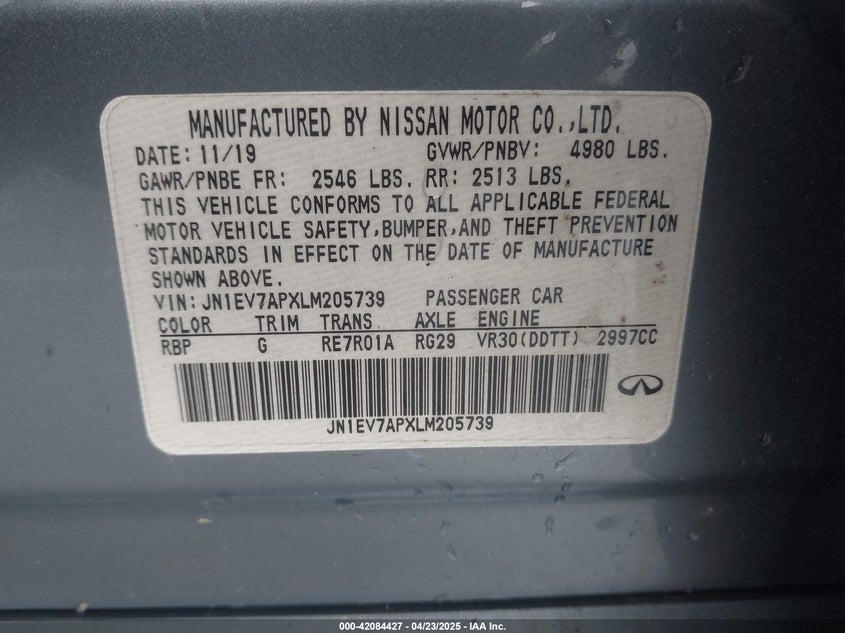 MANUFACTURED BY NISSAN MOTOR CO.,LTD.
DATE: 11/19 GVWR/PNBV: 4980 LBS.
GAWR/PNBE FR: 2546 LBS. RR: 2513 LBS.
THIS VEHICLE CONFORMS TO ALL APPLICABLE FEDERAL
MOTOR VEHICLE SAFETY,BUMPER,AND THEFT PREVENTION
STANDARDS IN EFFECT ON THE DATE OF MANUFACTURE
SHOWN ABOVE.
VIN: JN1EV7APXLM205739 PASSENGER CAR
COLOR TRIM TRANS AXLE ENGINE
RBP G RE7R01A RG29 VR30(DDTT) 2997CC
JN1EV7APXLM205739
000-42084427 - 04/23/2025 - IAA Inc.